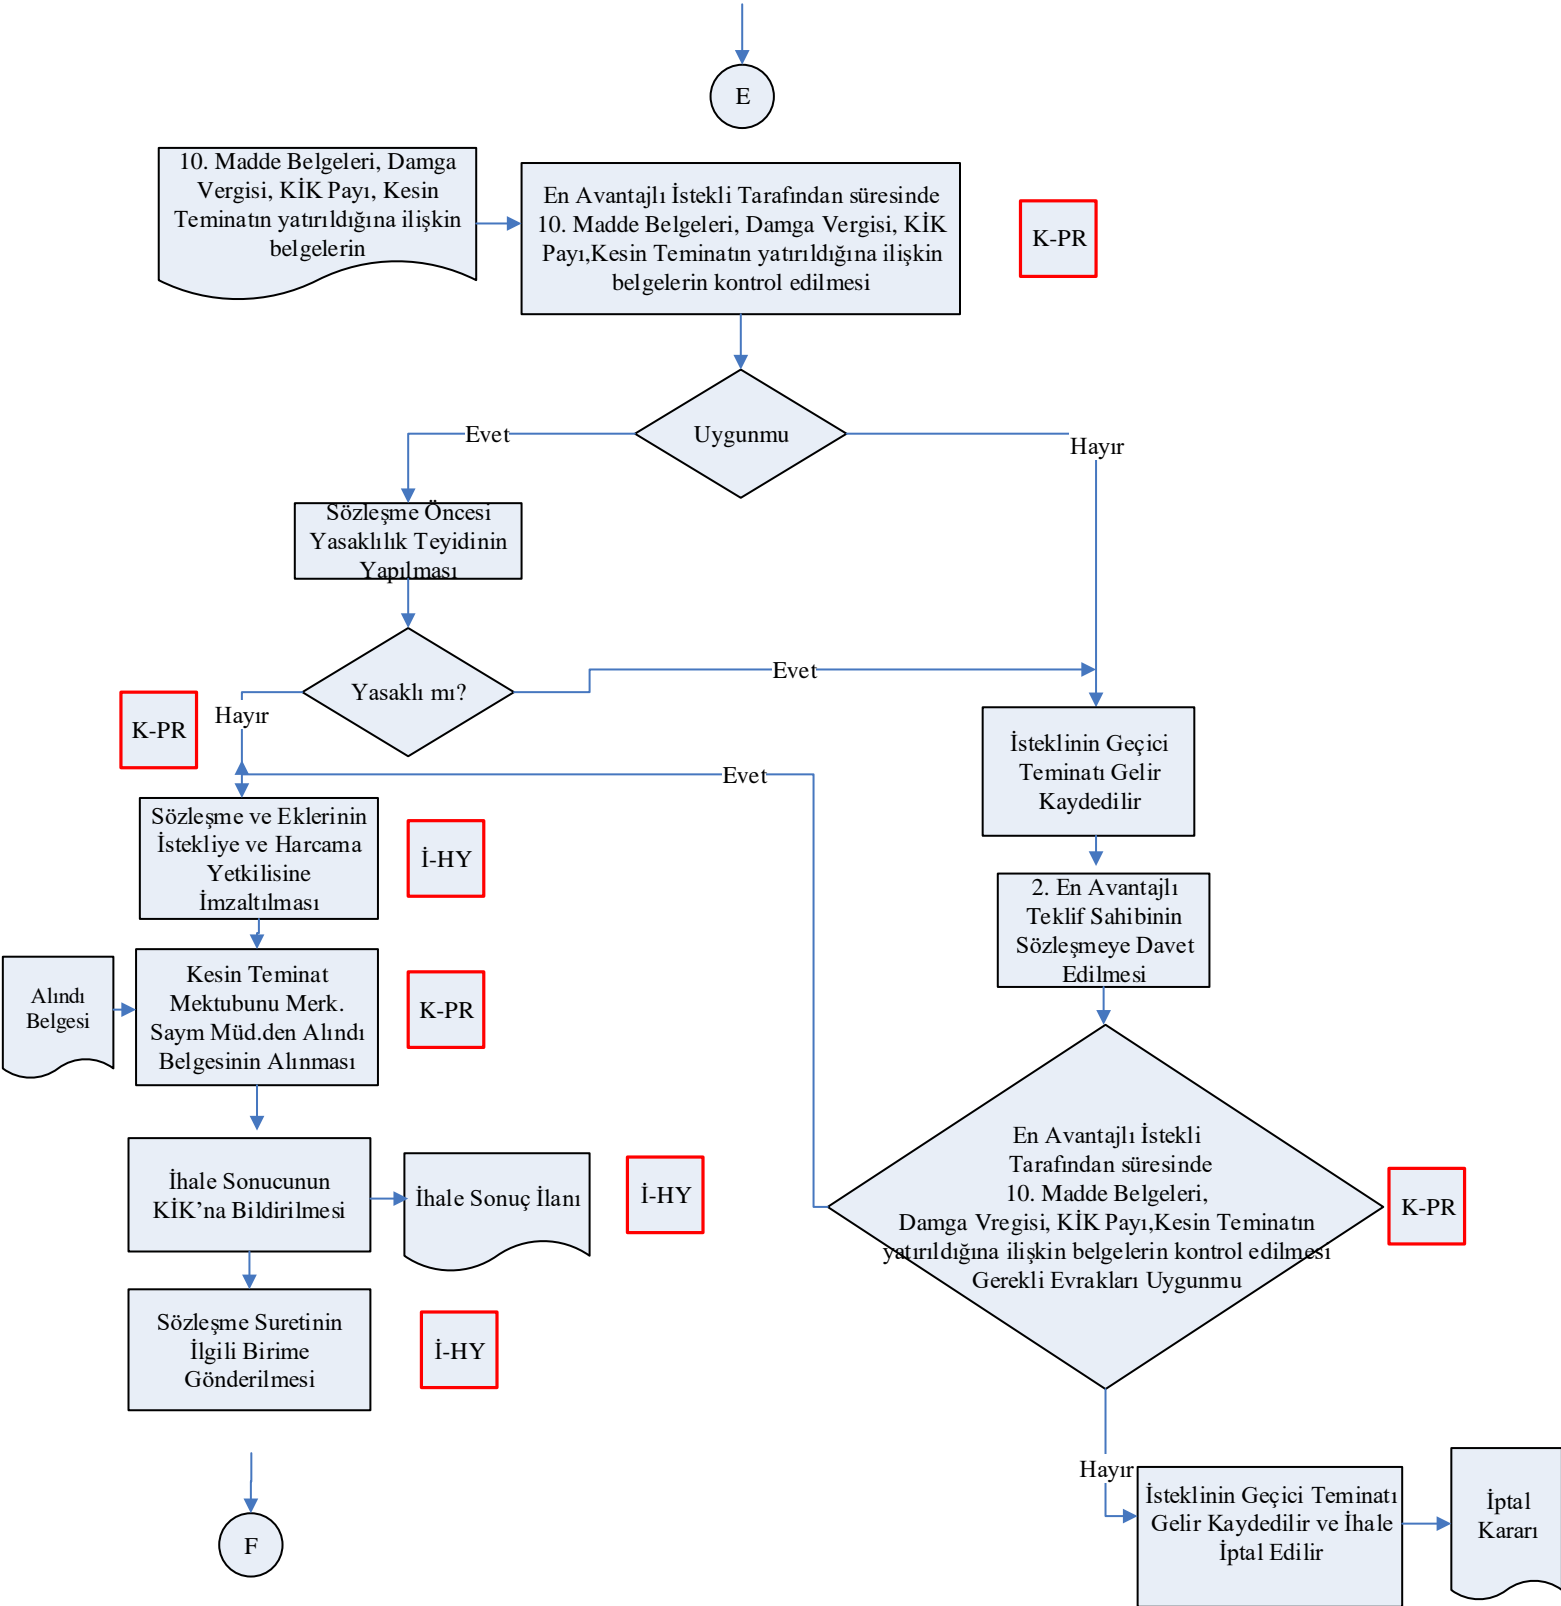 E
10. Madde Belgeleri, Damga
Vergisi, KİK Payı, Kesin
Teminatın yatırıldığına ilişkin
belgelerin
En Avantajlı İstekli Tarafından süresinde
10. Madde Belgeleri, Damga Vergisi, KİK
Payı,Kesin Teminatın yatırıldığına ilişkin
belgelerin kontrol edilmesi
K-PR
Uygunmu
Evet
Hayır
Sözleşme Öncesi
Yasaklılık Teyidinin
Yapılması
Yasaklı mı?
Evet
Hayır
K-PR
İsteklinin Geçici
Teminatı Gelir
Kaydedilir
Evet
Sözleşme ve Eklerinin
İstekliye ve Harcama
Yetkilisine
İmzaltılması
İ-HY
2. En Avantajlı
Teklif Sahibinin
Sözleşmeye Davet
Edilmesi
Alındı
Belgesi
Kesin Teminat
Mektubunu Merk.
Saym Müd.den Alındı
Belgesinin Alınması
K-PR
En Avantajlı İstekli
Tarafından süresinde
10. Madde Belgeleri,
Damga Vregisi, KİK Payı,Kesin Teminatın
yatırıldığına ilişkin belgelerin kontrol edilmesi
Gerekli Evrakları Uygunmu
K-PR
İhale Sonucunun
KİK’na Bildirilmesi
İhale Sonuç İlanı
İ-HY
Sözleşme Suretinin
İlgili Birime
Gönderilmesi
İ-HY
Hayır
İsteklinin Geçici Teminatı
Gelir Kaydedilir ve İhale
İptal Edilir
İptal
Kararı
F